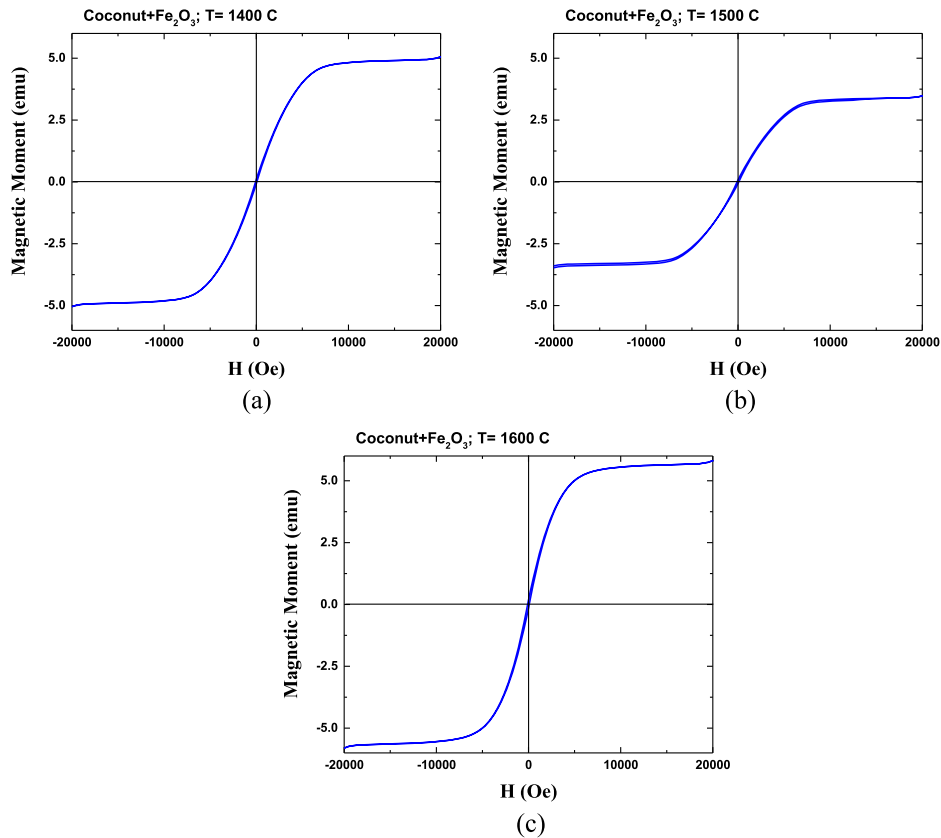 Coconut+Fe2O3; T= 1400 C
Magnetic Moment (emu)
5.0
2.5
0.0
-2.5
-5.0
-20000 -10000 0 10000 20000
H (Oe)
(a)
Coconut+Fe2O3; T= 1500 C
Magnetic Moment (emu)
5.0
2.5
0.0
-2.5
-5.0
-20000 -10000 0 10000 20000
H (Oe)
(b)
Coconut+Fe2O3; T= 1600 C
Magnetic Moment (emu)
5.0
2.5
0.0
-2.5
-5.0
-20000 -10000 0 10000 20000
H (Oe)
(c)